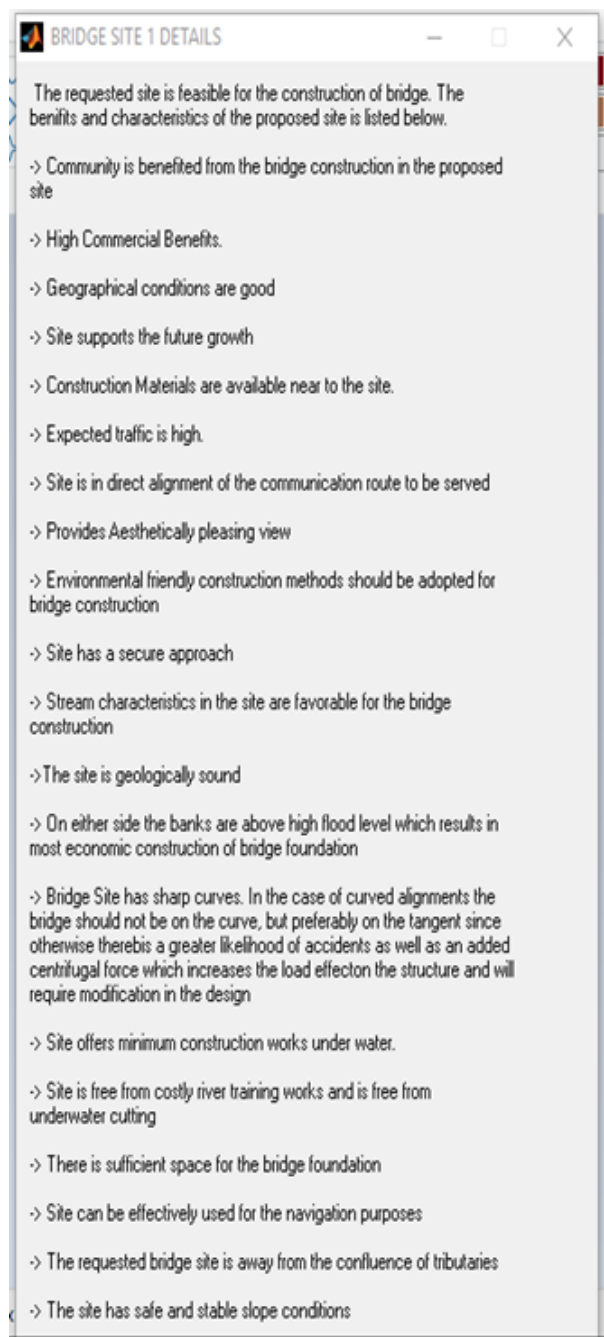 BRIDGE SITE 1 DETAILS
The requested site is feasible for the construction of bridge. The
benifits and characteristics of the proposed site is listed below.
-> Community is benefited from the bridge construction in the proposed
site
-> High Commercial Benefits.
-> Geographical conditions are good
-> Site supports the future growth
-> Construction Materials are available near to the site.
-> Expected traffic is high.
-> Site is in direct alignment of the communication route to be served
-> Provides Aesthetically pleasing view
-> Environmental friendly construction methods should be adopted for
bridge construction
-> Site has a secure approach
-> Stream characteristics in the site are favorable for the bridge
construction
->The site is geologically sound
-> On either side the banks are above high flood level which results in
most economic construction of bridge foundation
-> Bridge Site has sharp curves. In the case of curved alignments the
bridge should not be on the curve, but preferably on the tangent since
otherwise therebis a greater likelihood of accidents as well as an added
centrifugal force which increases the load effecton the structure and will
require modification in the design
-> Site offers minimum construction works under water.
-> Site is free from costly river training works and is free from
underwater cutting
-> There is sufficient space for the bridge foundation
-> Site can be effectively used for the navigation purposes
-> The requested bridge site is away from the confluence of tributaries
-> The site has safe and stable slope conditions